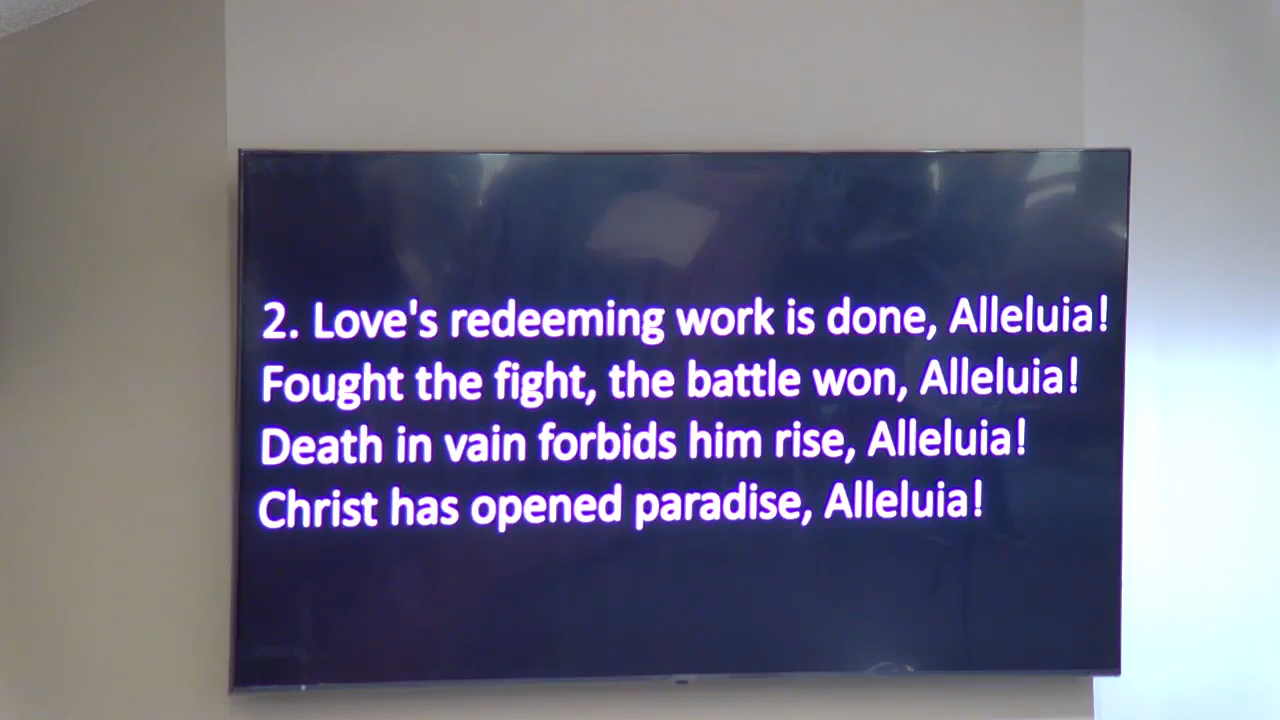 2. Love's redeeming work is done, Alleluia!
Fought the fight, the battle won, Alleluia!
Death in vain forbids him rise, Alleluia!
Christ has opened paradise, Alleluia!